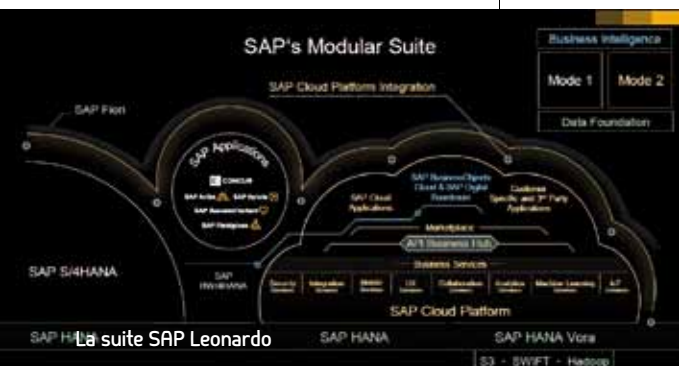 SAP's Modular Suite
Business Intelligence
Mode 1
Mode 2
Data Foundation
SAP Cloud Platform Integration
SAP Fiori
SAP Applications
CONCUR
SAP Ariba
SAP Hybris
SAP SuccessFactors
SAP Fieldglass
SAP Cloud Applications
SAP BusinessObjects Cloud & SAP Digital Boardroom
Customer Specific and 3rd Party Applications
Marketplace
API Business Hub
Business Services
Security
Integration
UX
Collaboration
Analytics
Machine Learning
IoT
SAP Cloud Platform
SAP S/4HANA
SAP BW/4HANA
SAP HANA
La suite SAP Leonardo
SAP HANA
SAP HANA Vora
S3 - SWIFT - Hadoop